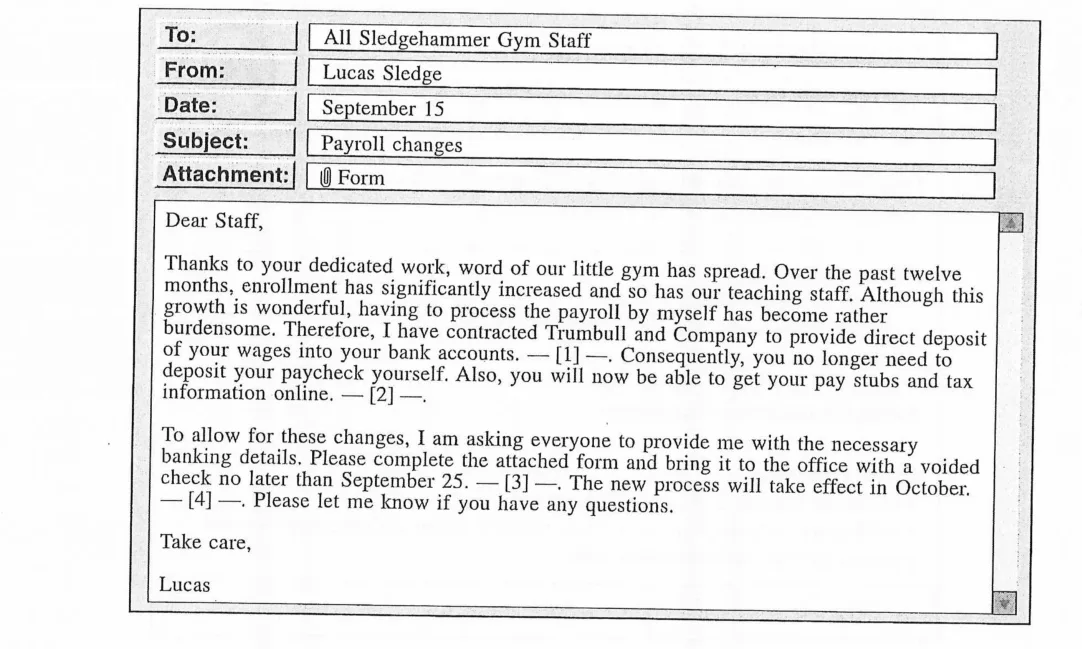 To: All Sledgehammer Gym Staff
From: Lucas Sledge
Date: September 15
Subject: Payroll changes
Attachment: Form
Dear Staff,
Thanks to your dedicated work, word of our little gym has spread. Over the past twelve
months, enrollment has significantly increased and so has our teaching staff. Although this
growth is wonderful, having to process the payroll by myself has become rather
burdensome. Therefore, I have contracted Trumbull and Company to provide direct deposit
of your wages into your bank accounts. — [1] —. Consequently, you no longer need to
deposit your paycheck yourself. Also, you will now be able to get your pay stubs and tax
information online. — [2] —.
To allow for these changes, I am asking everyone to provide me with the necessary
banking details. Please complete the attached form and bring it to the office with a voided
check no later than September 25. — [3] —. The new process will take effect in October.
— [4] —. Please let me know if you have any questions.
Take care,
Lucas